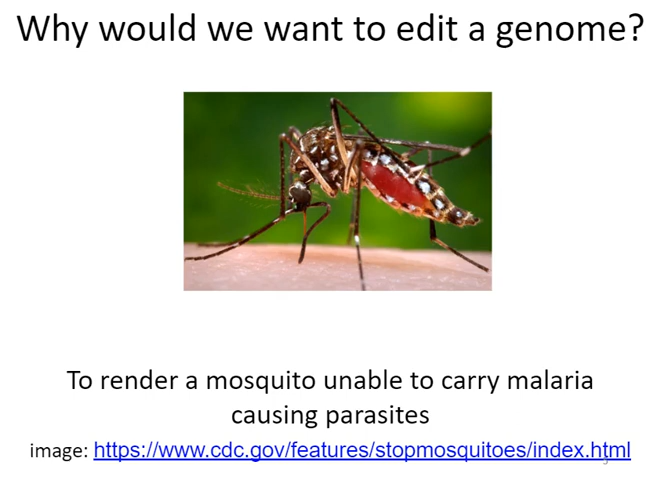 Why would we want to edit a genome?
To render a mosquito unable to carry malaria
causing parasites
image: https://www.cdc.gov/features/stopmosquitoes/index.html